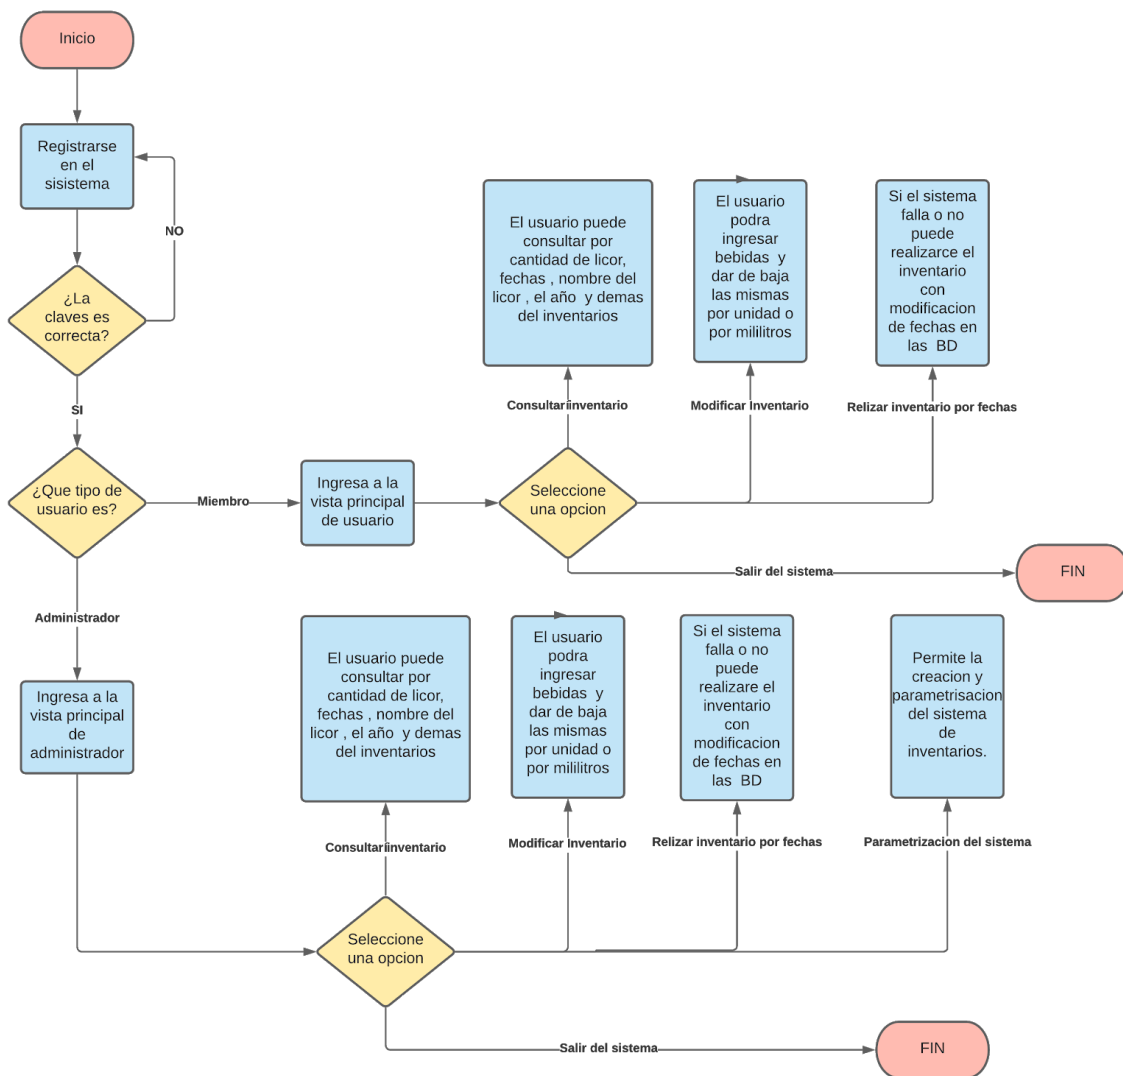 Inicio
Registrarse
en el
sisistema
NO
¿La
claves es
correcta?
SI
¿Que tipo de
usuario es?
Miembro
Ingresa a la
vista principal
de usuario
Seleccione
una opcion
Consultar inventario
El usuario puede
consultar por
cantidad de licor,
fechas , nombre del
licor , el año y demas
del inventarios
Modificar Inventario
El usuario
podra
ingresar
bebidas y
dar de baja
las mismas
por unidad o
por mililitros
Relizar inventario por fechas
Si el sistema
falla o no
puede
realizarce el
inventario
con
modificacion
de fechas en
las BD
Salir del sistema
FIN
Administrador
Ingresa a la
vista principal
de
administrador
Seleccione
una opcion
Consultar inventario
El usuario puede
consultar por
cantidad de licor,
fechas , nombre del
licor , el año y demas
del inventarios
Modificar Inventario
El usuario
podra
ingresar
bebidas y
dar de baja
las mismas
por unidad o
por mililitros
Relizar inventario por fechas
Si el sistema
falla o no
puede
realizare el
inventario
con
modificacion
de fechas en
las BD
Parametrizacion del sistema
Permite la
creacion y
parametrisacion
del sistema
de
inventarios.
Salir del sistema
FIN